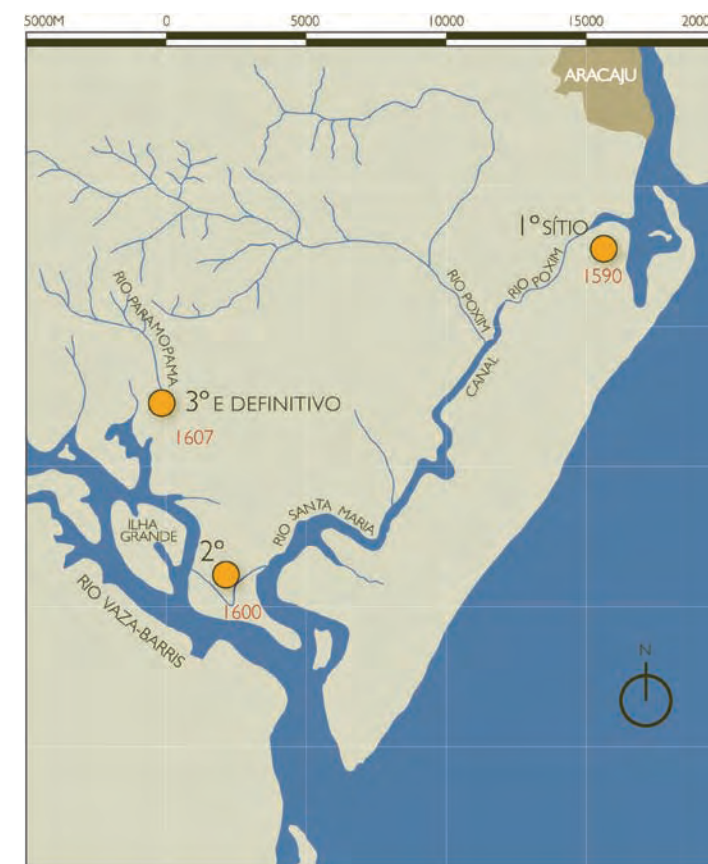 5000M 0 5000 10000 15000 20000
ARACAJU
1º SÍTIO
1590
RIO POXIM
RIO POXIM
CANAL
RIO PARAMOPAMA
3º E DEFINITIVO
1607
RIO SANTA MARIA
ILHA
GRANDE
2º
1600
RIO VAZA-BARRIS
N